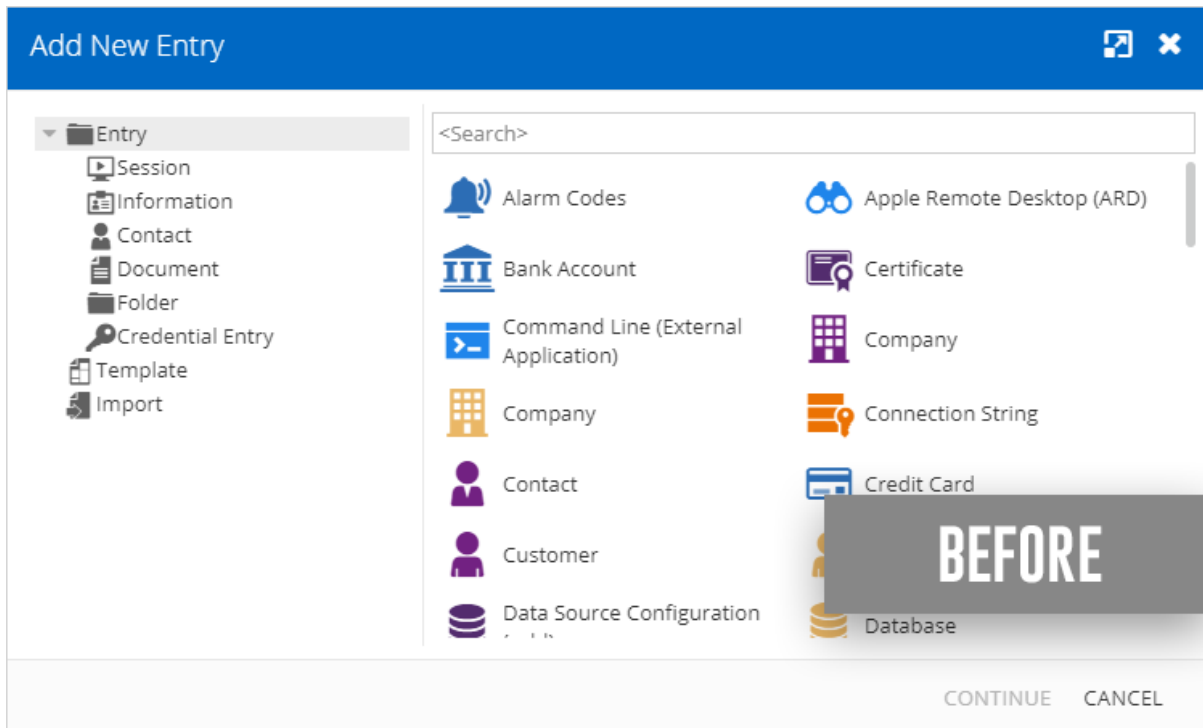 Add New Entry
Entry
Session
Information
Contact
Document
Folder
Credential Entry
Template
Import
<Search>
Alarm Codes
Apple Remote Desktop (ARD)
Bank Account
Certificate
Command Line (External
Application)
Company
Company
Connection String
Contact
Credit Card
Customer
BEFORE
Data Source Configuration
Database
CONTINUE
CANCEL